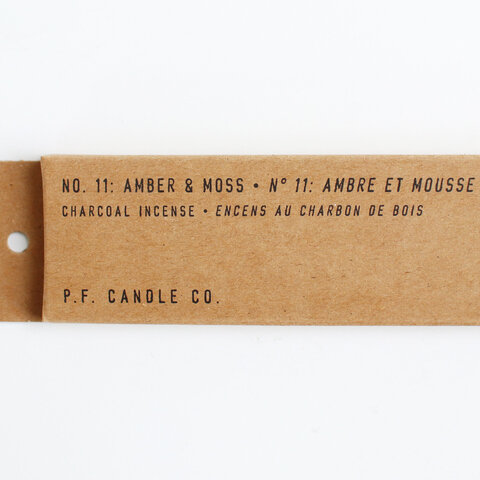 NO. 11: AMBER & MOSS • N° 11: AMBRE ET MOUSSE
CHARCOAL INCENSE • ENCENS AU CHARBON DE BOIS
P.F. CANDLE CO.